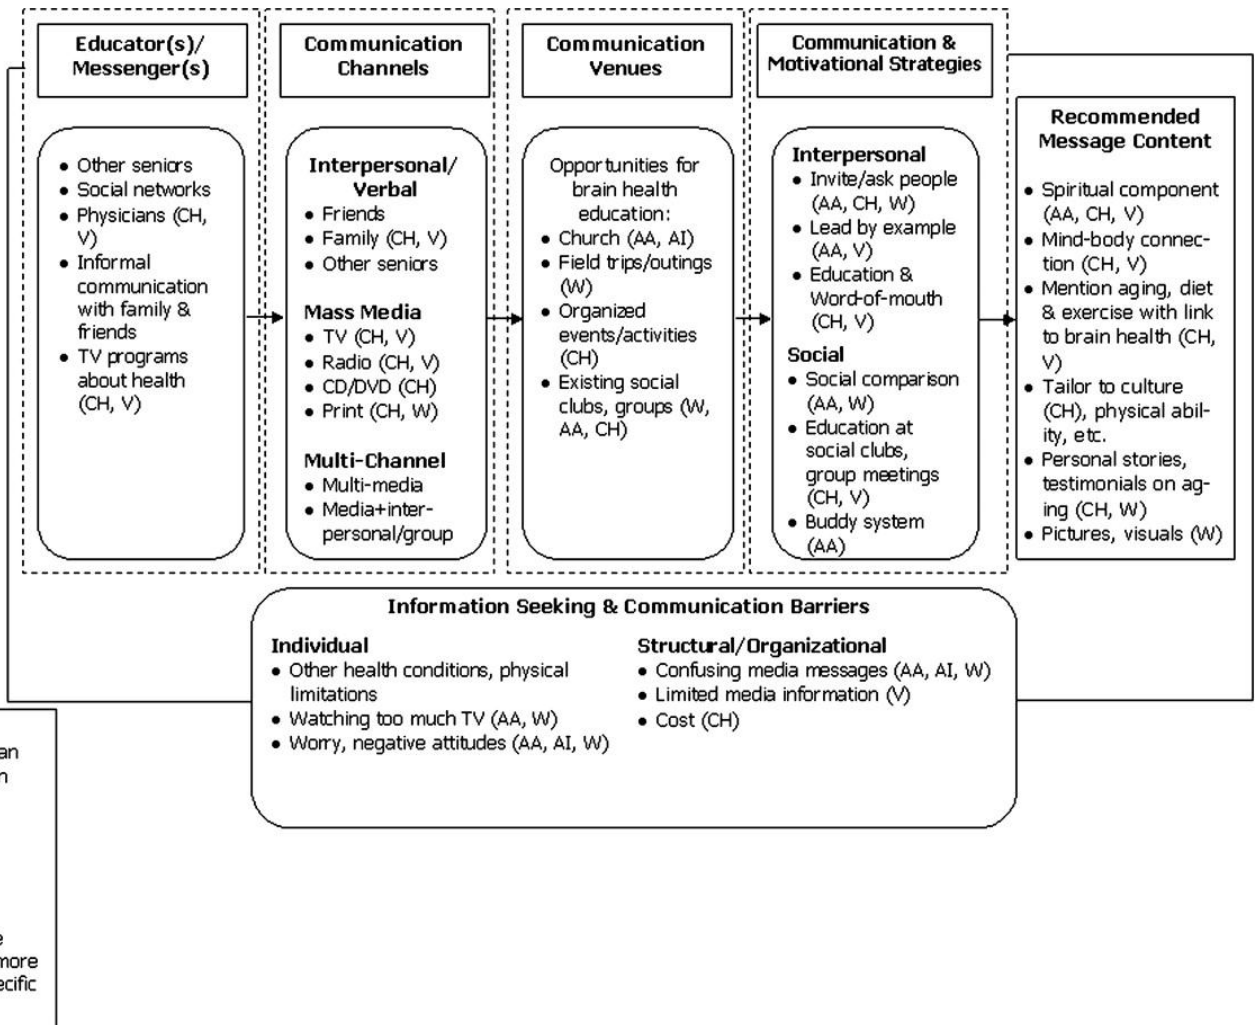 Educator(s)/
Messenger(s)
• Other seniors
• Social networks
• Physicians (CH,
V)
• Informal
communication
with family &
friends
• TV programs
about health
(CH, V)
Communication
Channels
Interpersonal/
Verbal
• Friends
• Family (CH, V)
• Other seniors
Mass Media
• TV (CH, V)
• Radio (CH, V)
• CD/DVD (CH)
• Print (CH, W)
Multi-Channel
• Multi-media
• Media+inter-
personal/group
Communication
Venues
Opportunities for
brain health
education:
• Church (AA, AI)
• Field trips/outings
(W)
• Organized
events/activities
(CH)
• Existing social
clubs, groups (W,
AA, CH)
Communication &
Motivational Strategies
Interpersonal
• Invite/ask people
(AA, CH, W)
• Lead by example
(AA, V)
• Education &
Word-of-mouth
(CH, V)
Social
• Social comparison
(AA, W)
• Education at
social clubs,
group meetings
(CH, V)
• Buddy system
(AA)
Recommended
Message Content
• Spiritual component
(AA, CH, V)
• Mind-body connec-
tion (CH, V)
• Mention aging, diet
& exercise with link
to brain health (CH,
V)
• Tailor to culture
(CH), physical abil-
ity, etc.
• Personal stories,
testimonials on ag-
ing (CH, W)
• Pictures, visuals (W)
Information Seeking & Communication Barriers
Individual
• Other health conditions, physical
limitations
• Watching too much TV (AA, W)
• Worry, negative attitudes (AA, AI, W)
Structural/Organizational
• Confusing media messages (AA, AI, W)
• Limited media information (V)
• Cost (CH)
an
more